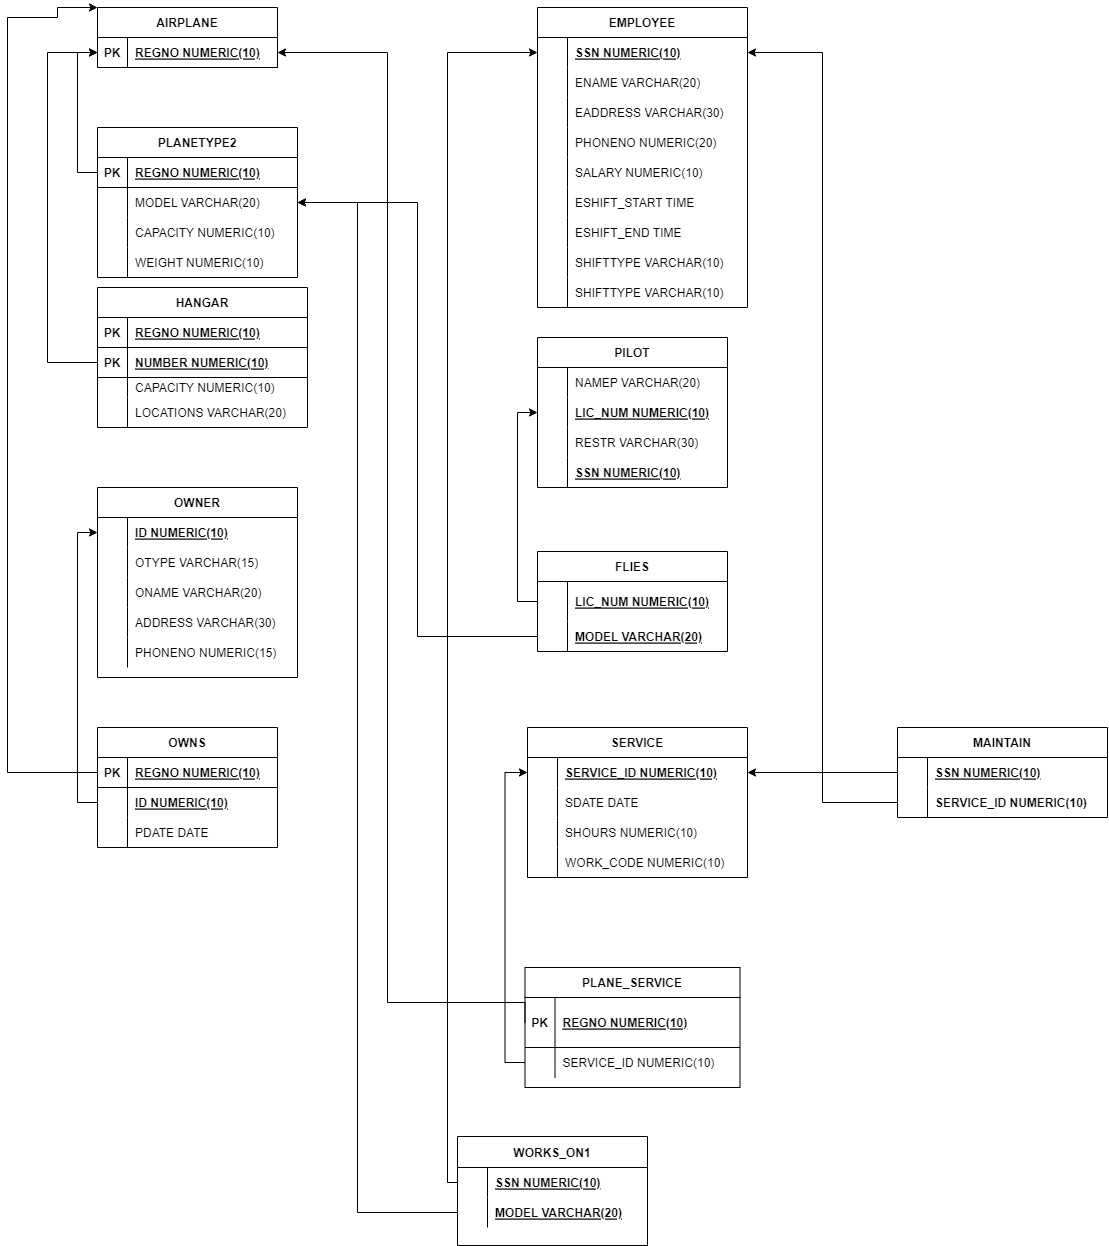 AIRPLANE
PK REGNO NUMERIC(10)
PLANETYPE2
PK REGNO NUMERIC(10)
MODEL VARCHAR(20)
CAPACITY NUMERIC(10)
WEIGHT NUMERIC(10)
HANGAR
PK REGNO NUMERIC(10)
PK NUMBER NUMERIC(10)
CAPACITY NUMERIC(10)
LOCATIONS VARCHAR(20)
OWNER
ID NUMERIC(10)
OTYPE VARCHAR(15)
ONAME VARCHAR(20)
ADDRESS VARCHAR(30)
PHONENO NUMERIC(15)
OWNS
PK REGNO NUMERIC(10)
ID NUMERIC(10)
PDATE DATE
EMPLOYEE
SSN NUMERIC(10)
ENAME VARCHAR(20)
EADDRESS VARCHAR(30)
PHONENO NUMERIC(20)
SALARY NUMERIC(10)
ESHIFT_START TIME
ESHIFT_END TIME
SHIFTTYPE VARCHAR(10)
SHIFTTYPE VARCHAR(10)
PILOT
NAMEP VARCHAR(20)
LIC_NUM NUMERIC(10)
RESTR VARCHAR(30)
SSN NUMERIC(10)
FLIES
LIC_NUM NUMERIC(10)
MODEL VARCHAR(20)
SERVICE
SERVICE_ID NUMERIC(10)
SDATE DATE
SHOURS NUMERIC(10)
WORK_CODE NUMERIC(10)
MAINTAIN
SSN NUMERIC(10)
SERVICE_ID NUMERIC(10)
PLANE_SERVICE
PK REGNO NUMERIC(10)
SERVICE_ID NUMERIC(10)
WORKS_ON1
SSN NUMERIC(10)
MODEL VARCHAR(20)